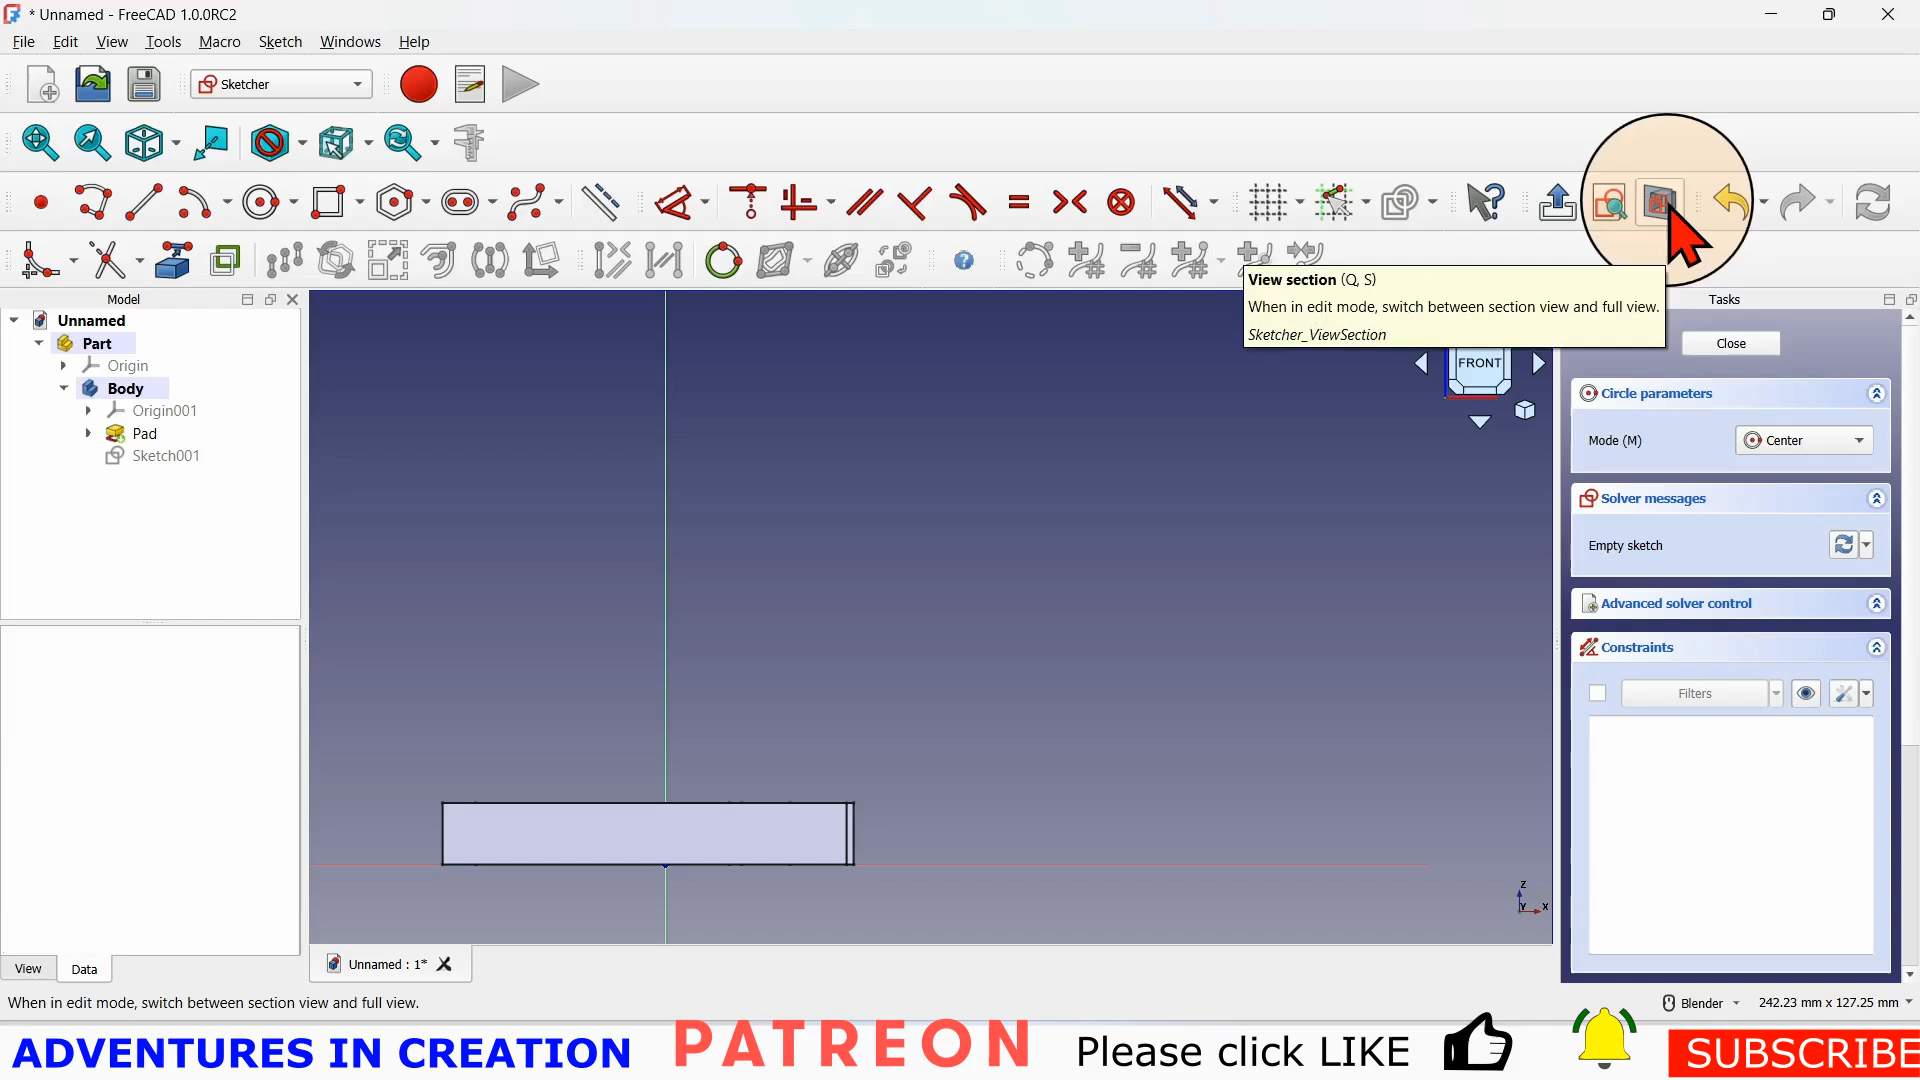 * Unnamed - FreeCAD 1.0.0RC2
File Edit View Tools Macro Sketch Windows Help
Sketcher
View section (Q, S)
When in edit mode, switch between section view and full view.
Sketcher_ViewSection
Model
Unnamed
Part
Origin
Body
Origin001
Pad
Sketch001
FRONT
Z
Y X
Tasks
Close
Circle parameters
Mode (M) Center
Solver messages
Empty sketch
Advanced solver control
Constraints
Filters
View Data
Unnamed : 1*
When in edit mode, switch between section view and full view.
Blender 242.23 mm x 127.25 mm
ADVENTURES IN CREATION PATREON Please click LIKE SUBSCRIBE